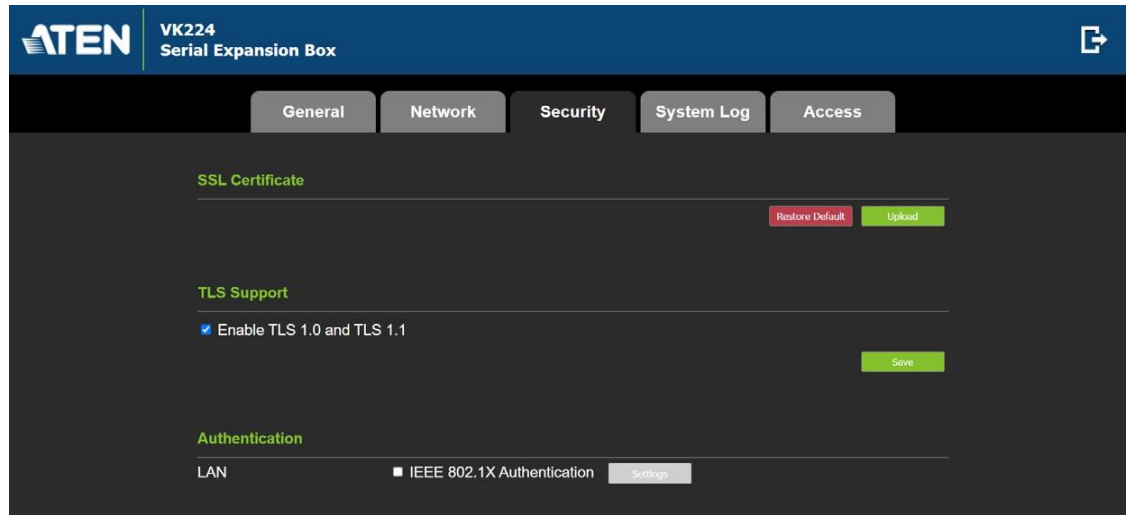 ATEN
VK224
Serial Expansion Box
General Network Security System Log Access
SSL Certificate
Restore Default Upload
TLS Support
Enable TLS 1.0 and TLS 1.1
Save
Authentication
LAN IEEE 802.1X Authentication Settings